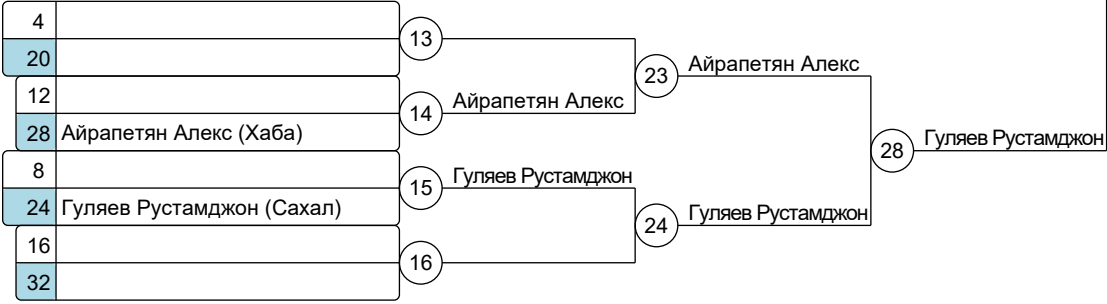 4
13
20
23 Айрапетян Алекс
12
14 Айрапетян Алекс
28 Айрапетян Алекс (Хаба)
28 Гуляев Рустамджон
8
15 Гуляев Рустамджон
24 Гуляев Рустамджон (Сахал)
24 Гуляев Рустамджон
16
16
32